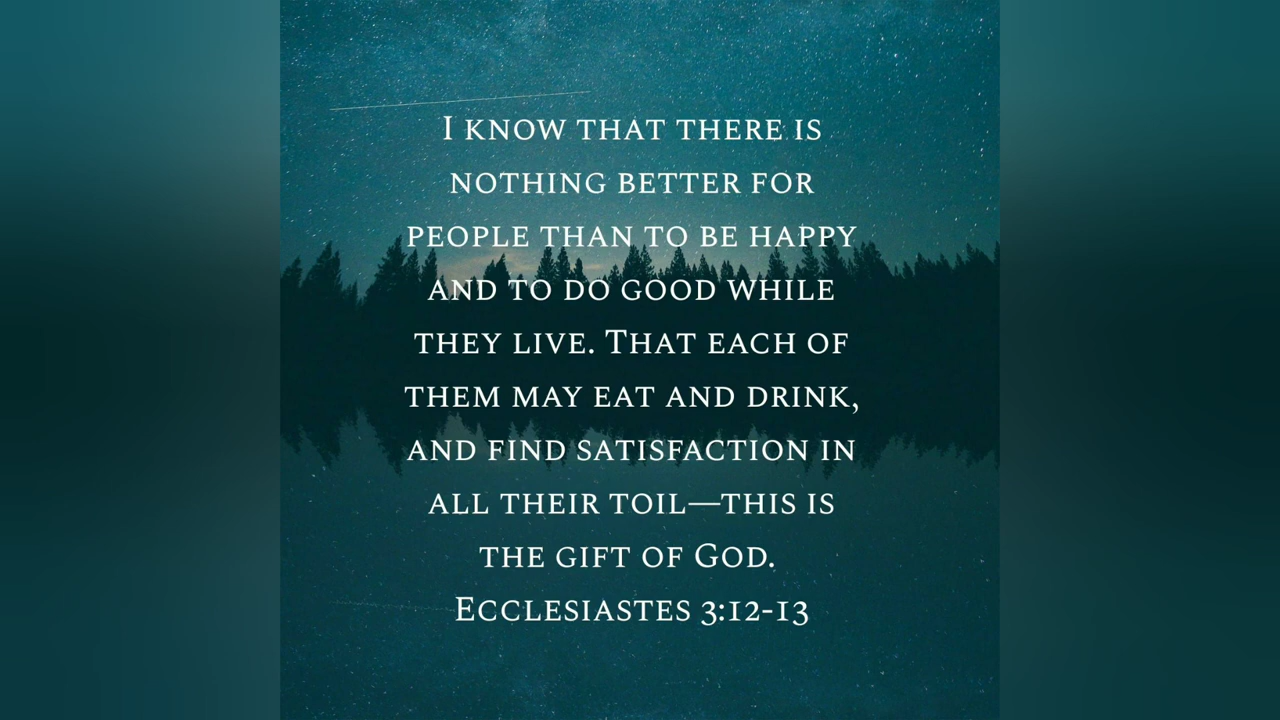 I know that there is
nothing better for
people than to be happy
and to do good while
they live. That each of
them may eat and drink,
and find satisfaction in
all their toil—this is
the gift of God.
Ecclesiastes 3:12-13